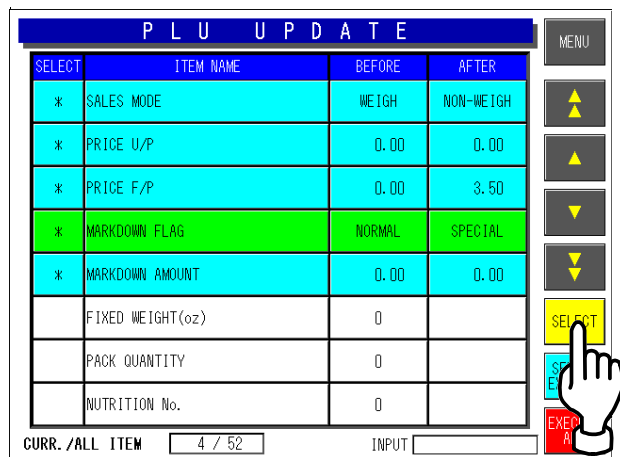 PLU UPDATE
MENU
SELECT ITEM NAME BEFORE AFTER
* SALES MODE WEIGH NON-WEIGH
* PRICE U/P 0.00 0.00
* PRICE F/P 0.00 3.50
* MARKDOWN FLAG NORMAL SPECIAL
* MARKDOWN AMOUNT 0.00 0.00
FIXED WEIGHT(oz) 0
SELECT
PACK QUANTITY 0
NUTRITION No. 0
CURR./ALL ITEM 4 / 52 INPUT